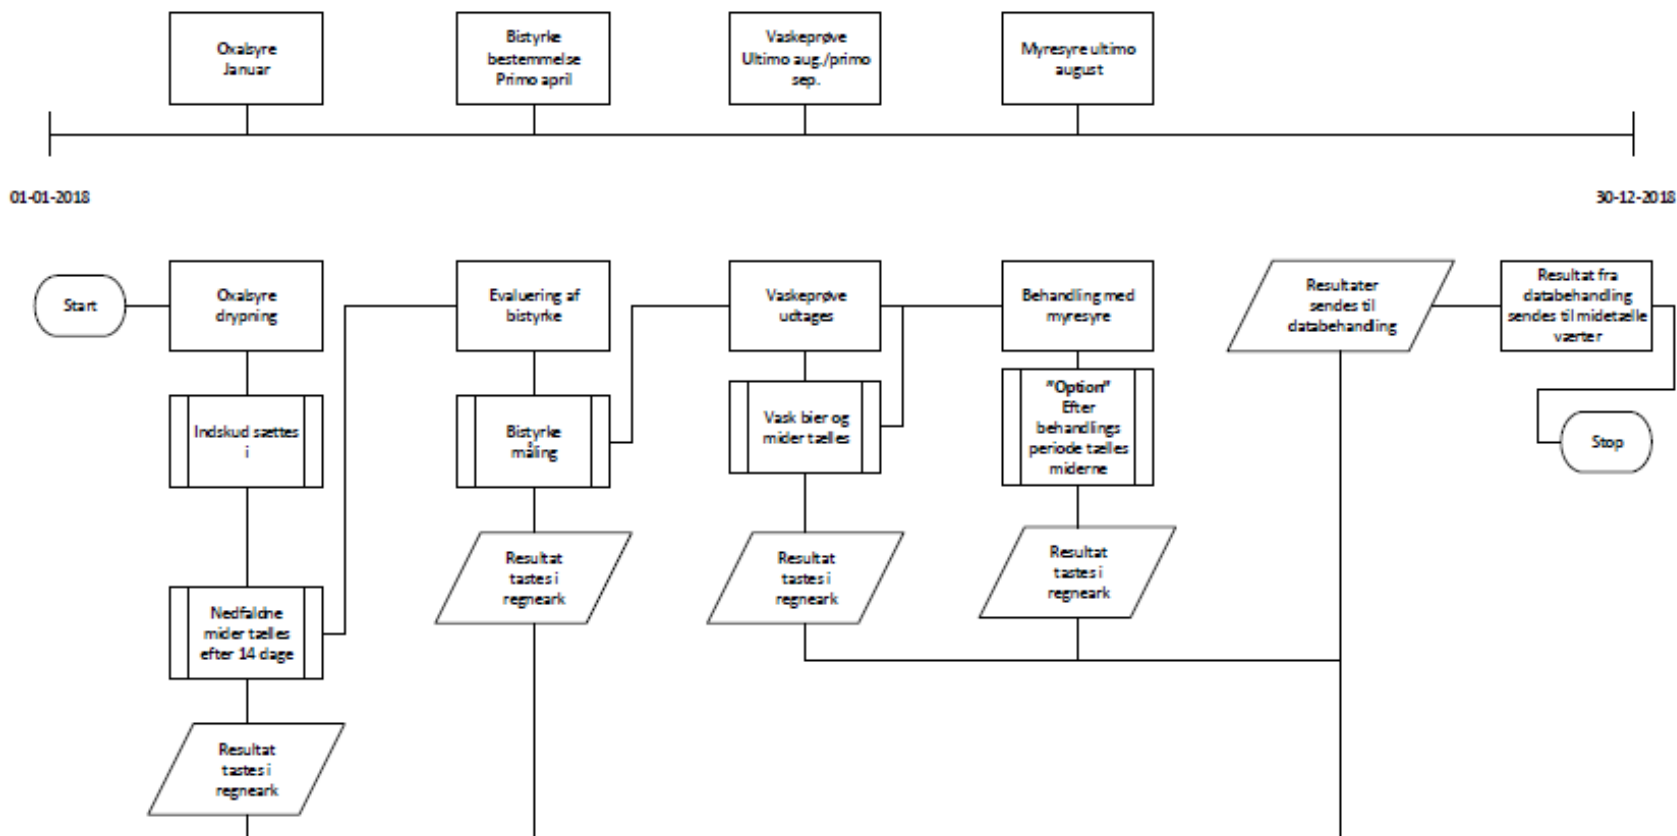 Oxalsyre
Januar
Bistyrke
bestemmelse
Primo april
Vaskeprøve
Ultimo aug./primo
sep.
Myresyre ultimo
august
01-01-2018
30-12-2018
Start
Oxalsyre
drypning
Evaluering af
bistyrke
Vaskeprøve
udtages
Behandling med
myresyre
Resultater
sendes til
databehandling
Resultat fra
databehandling
sendes til midetælle
værter
Indskud sættes
i
Bistyrke
måling
Vask bier og
mider tælles
"Option"
Efter
behandlings
periode tælles
miderne
Stop
Nedfaldne
mider tælles
efter 14 dage
Resultat
tastes i
regneark
Resultat
tastes i
regneark
Resultat
tastes i
regneark
Resultat
tastes i
regneark